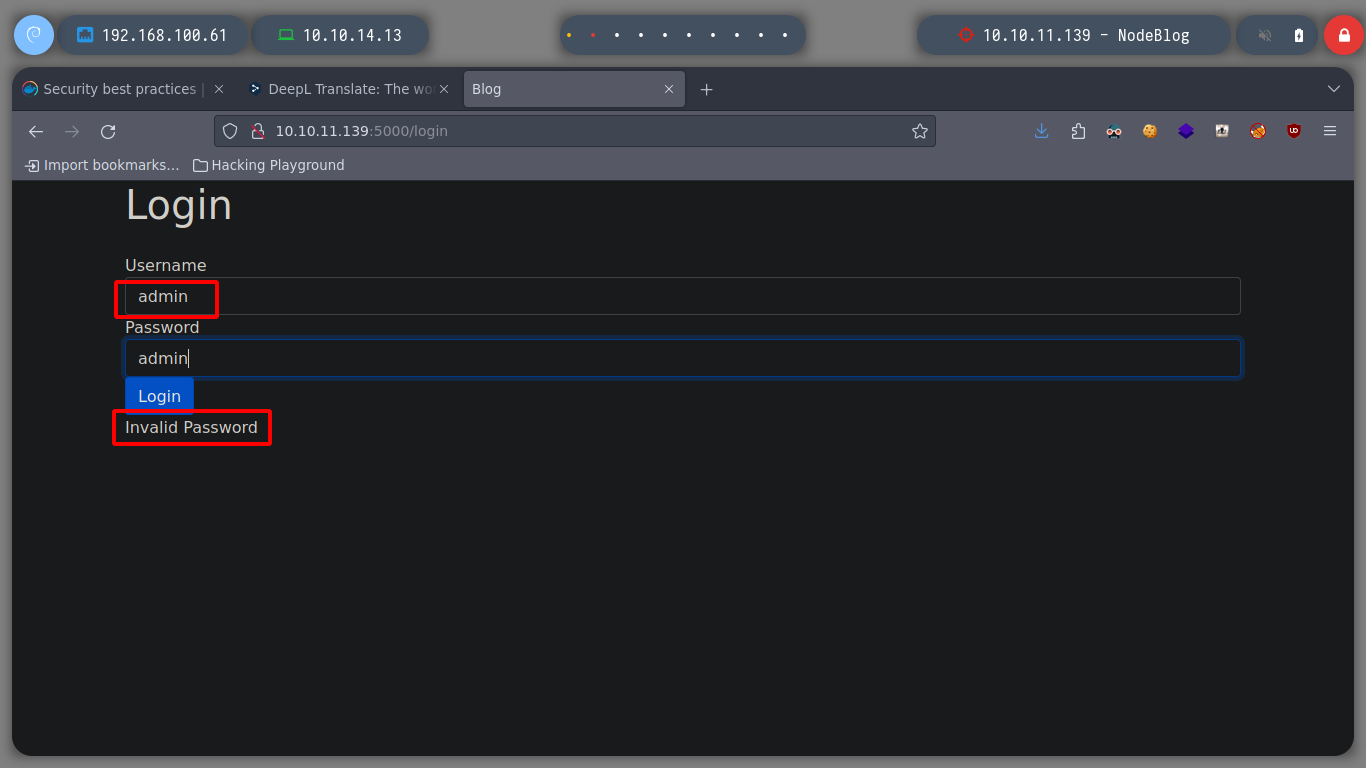 192.168.100.61 10.10.14.13 10.10.11.139 - NodeBlog
Security best practices | DeepL Translate: The wo Blog
10.10.11.139:5000/login
Import bookmarks... Hacking Playground
Login
Username
admin
Password
admin
Login
Invalid Password